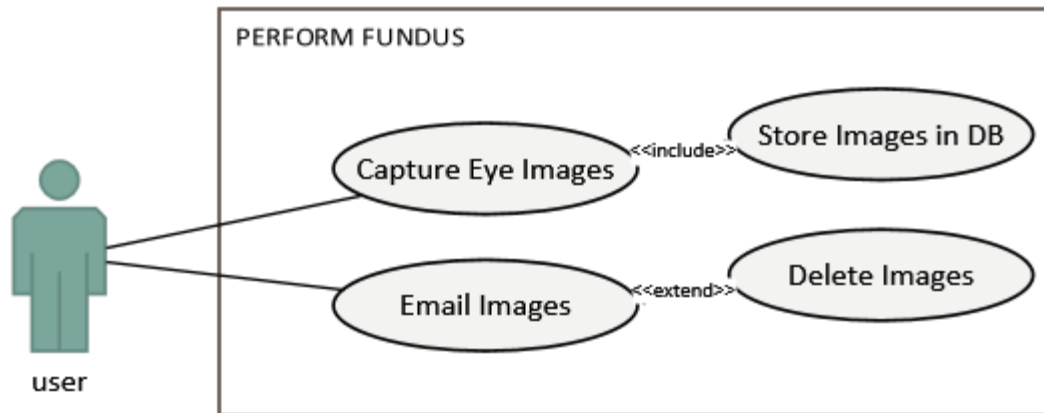 PERFORM FUNDUS
Store Images in DB
<<include>>
Capture Eye Images
Delete Images
<<extend>>
Email Images
user